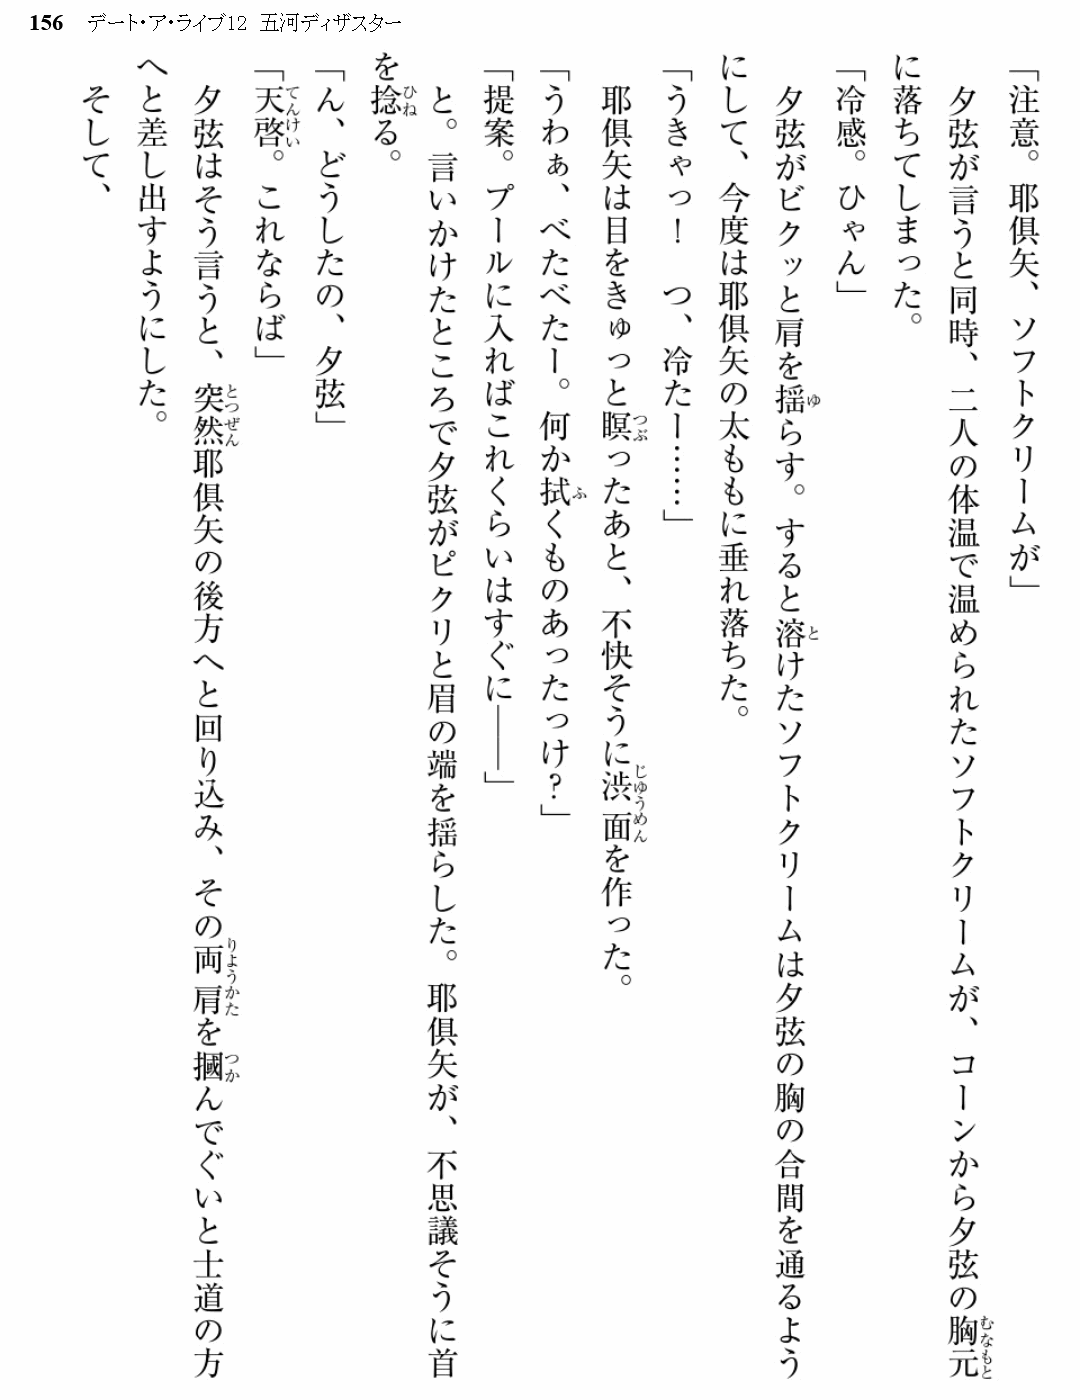 156 デート・ア・ライブ12 五河ディザスター
「注意。耶倶矢、ソフトクリームが」
　夕弦が言うと同時、二人の体温で温められたソフトクリームが、コーンから夕弦の胸元
に落ちてしまった。
「冷感。ひゃん」
　夕弦がビクッと肩を揺らす。すると溶けたソフトクリームは夕弦の胸の合間を通るよう
にして、今度は耶倶矢の太ももに垂れ落ちた。
「うきゃっ！　つ、冷たー……」
　耶倶矢は目をきゅっと瞑ったあと、不快そうに渋面を作った。
「うわぁ、べたべたー。何か拭くものあったっけ？」
「提案。プールに入ればこれくらいはすぐに――」
　と。言いかけたところで夕弦がピクリと眉の端を揺らした。耶倶矢が、不思議そうに首
を捻る。
「ん、どうしたの、夕弦」
「天啓。これならば」
　夕弦はそう言うと、突然耶倶矢の後方へと回り込み、その両肩を摑んでぐいと士道の方
へと差し出すようにした。
　そして、